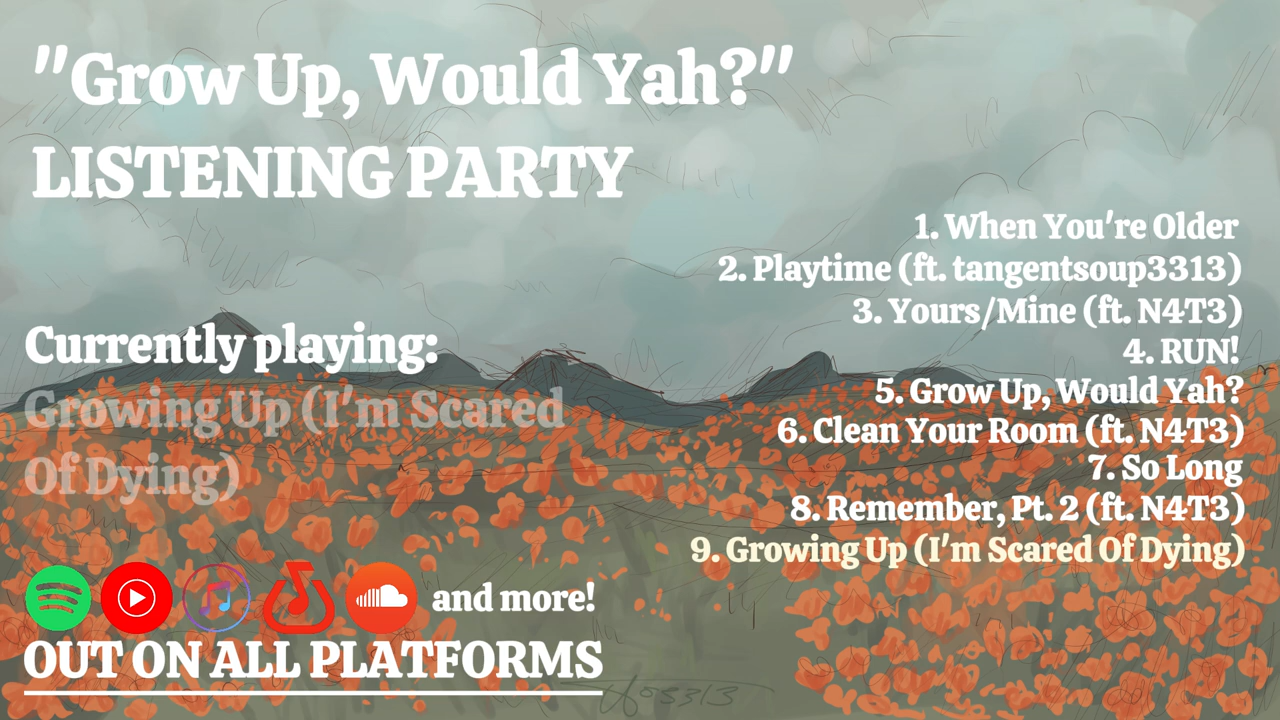 "Grow Up, Would Yah?"
LISTENING PARTY
Currently playing:
Growing Up (I'm Scared
Of Dying)
1. When You're Older
2. Playtime (ft. tangentsoup3313)
3. Yours/Mine (ft. N4T3)
4. RUN!
5. Grow Up, Would Yah?
6. Clean Your Room (ft. N4T3)
7. So Long
8. Remember, Pt. 2 (ft. N4T3)
9. Growing Up (I'm Scared Of Dying)
and more!
OUT ON ALL PLATFORMS